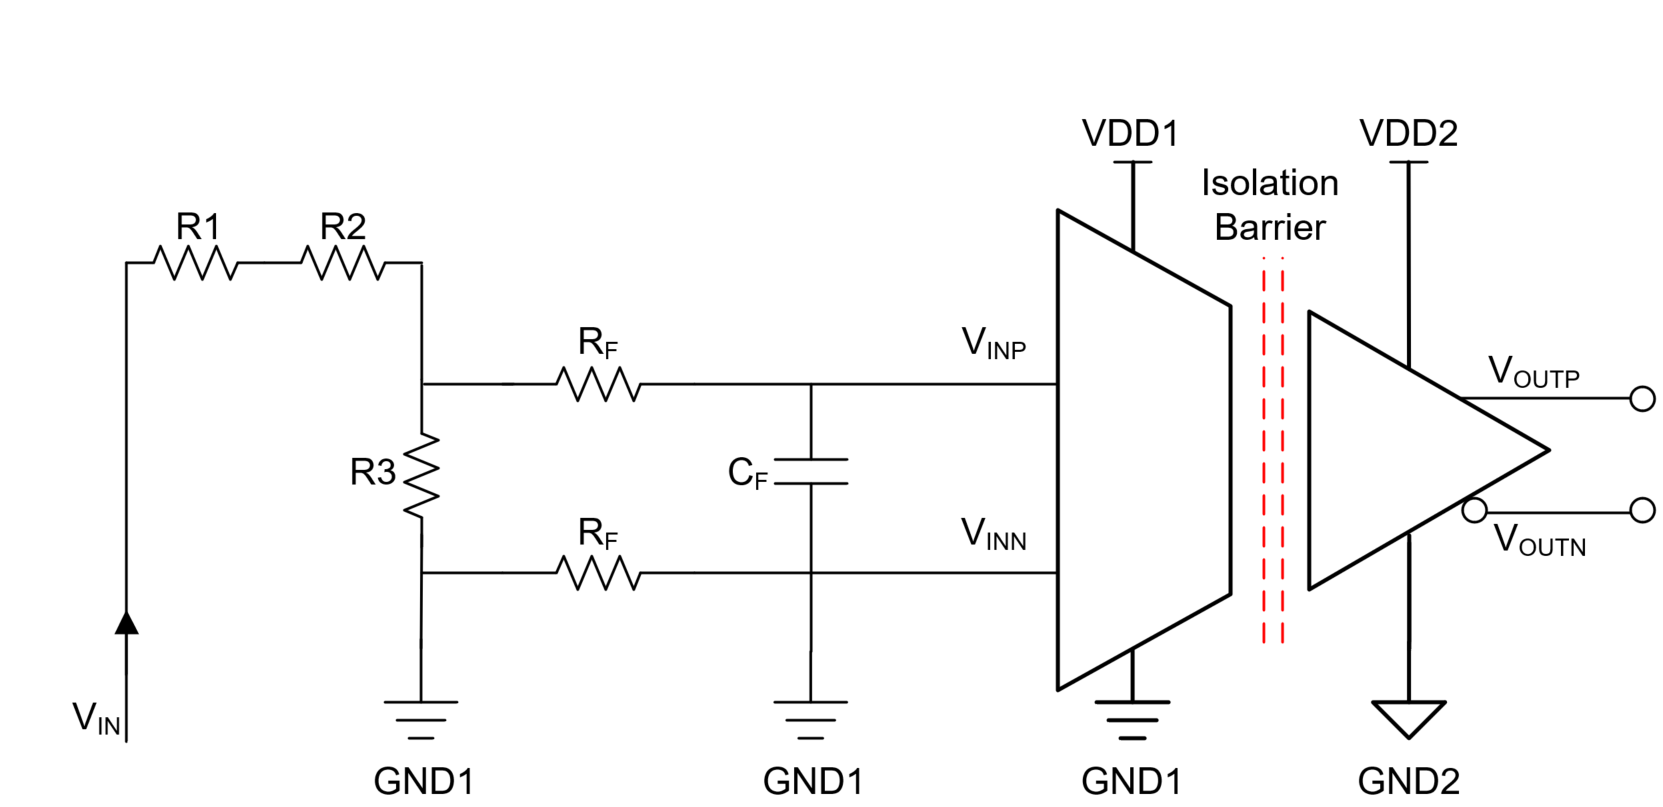 VDD1
VDD2
Isolation
Barrier
R1
R2
RF
VINP
VOUTP
R3
CF
RF
VINN
VOUTN
VIN
GND1
GND1
GND1
GND2